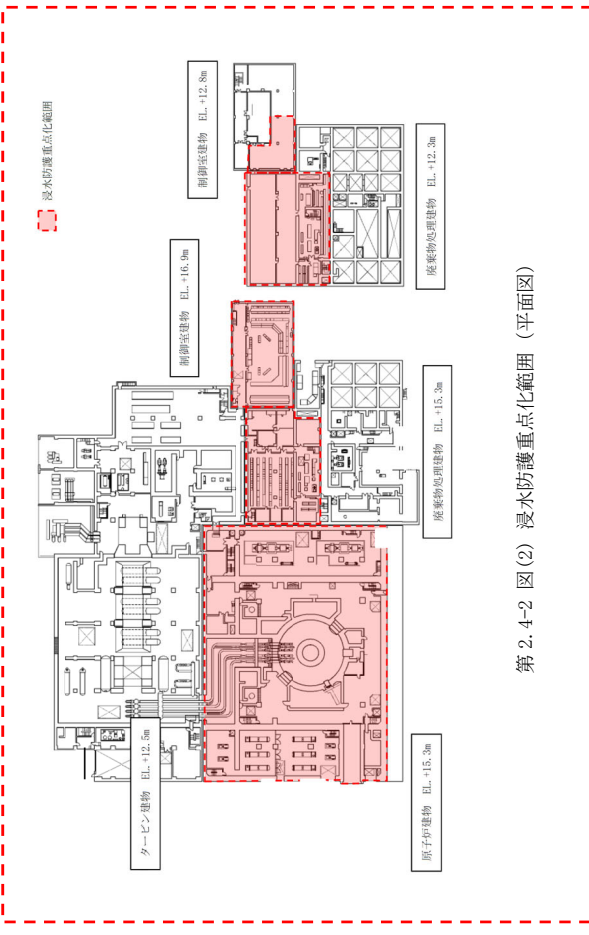 浸水防護重点化範囲
制御室建物 EL. +12.8m
制御室建物 EL. +16.9m
タービン建物 EL. +12.5m
廃棄物処理建物 EL. +12.3m
廃棄物処理建物 EL. +15.3m
原子炉建物 EL. +15.3m
第 2.4-2 図(2) 浸水防護重点化範囲 (平面図)